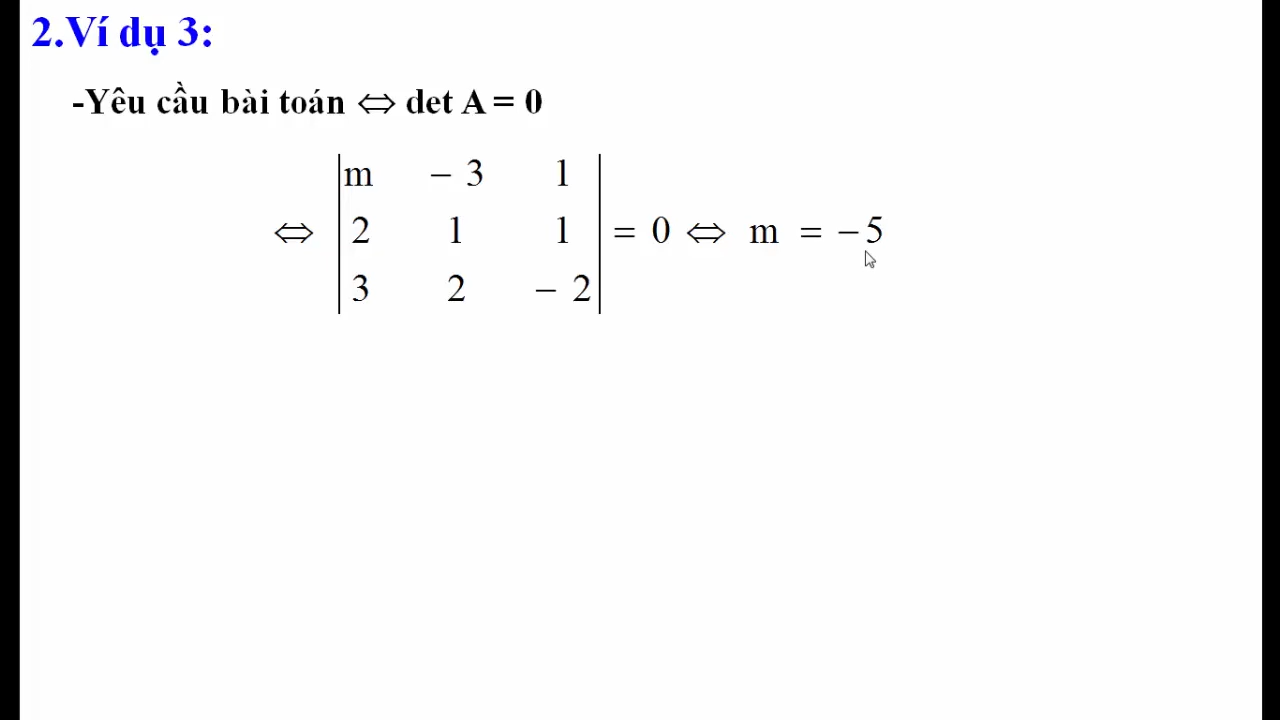 2.Ví dụ 3:
-Yêu cầu bài toán ⇔ det A = 0
⇔ | m − 3 1 |
| 2 1 1 | = 0 ⇔ m = − 5
| 3 2 − 2 |